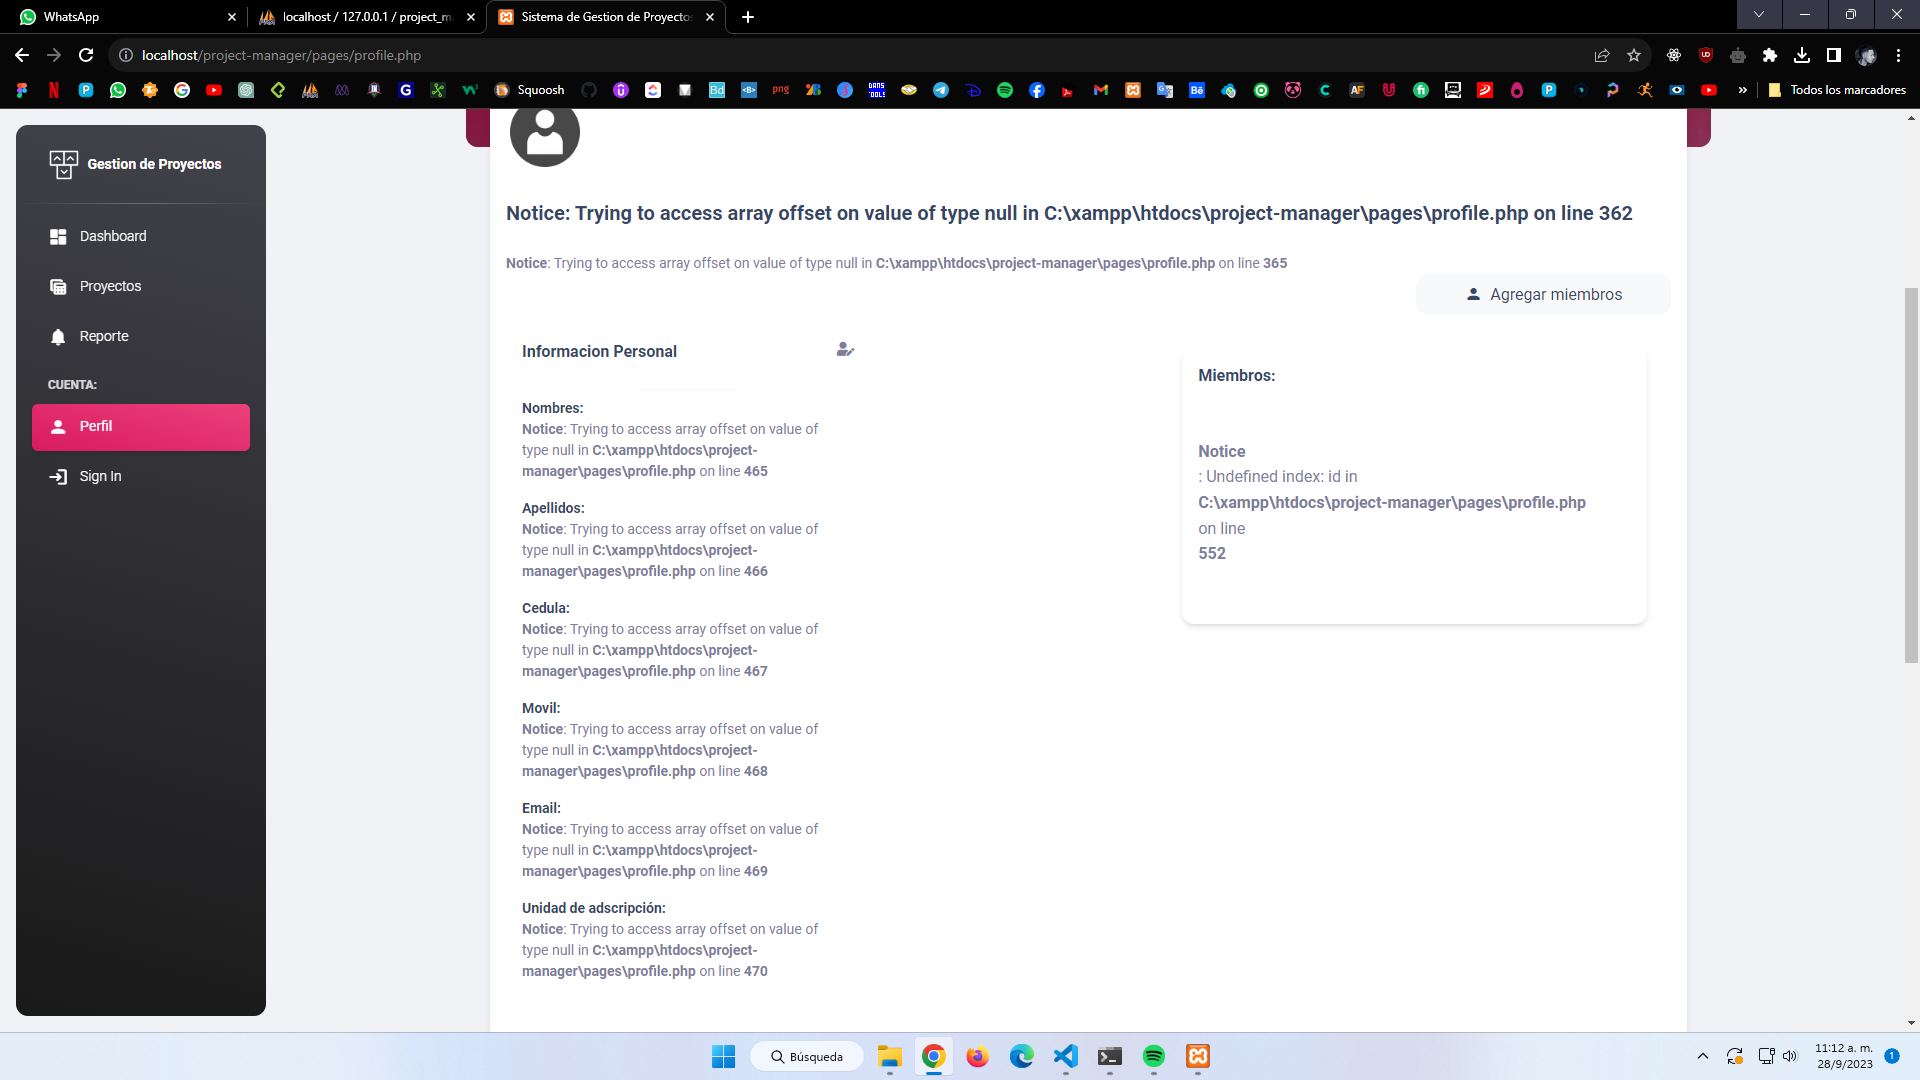 WhatsApp
localhost / 127.0.0.1 / project_m
Sistema de Gestion de Proyectos
localhost/project-manager/pages/profile.php
Squoosh
Todos los marcadores
Gestion de Proyectos
Dashboard
Proyectos
Reporte
CUENTA:
Perfil
Sign In
Notice: Trying to access array offset on value of type null in C:\xampp\htdocs\project-manager\pages\profile.php on line 362
Notice: Trying to access array offset on value of type null in C:\xampp\htdocs\project-manager\pages\profile.php on line 365
Agregar miembros
Informacion Personal
Nombres:
Notice: Trying to access array offset on value of
type null in C:\xampp\htdocs\project-
manager\pages\profile.php on line 465
Apellidos:
Notice: Trying to access array offset on value of
type null in C:\xampp\htdocs\project-
manager\pages\profile.php on line 466
Cedula:
Notice: Trying to access array offset on value of
type null in C:\xampp\htdocs\project-
manager\pages\profile.php on line 467
Movil:
Notice: Trying to access array offset on value of
type null in C:\xampp\htdocs\project-
manager\pages\profile.php on line 468
Email:
Notice: Trying to access array offset on value of
type null in C:\xampp\htdocs\project-
manager\pages\profile.php on line 469
Unidad de adscripción:
Notice: Trying to access array offset on value of
type null in C:\xampp\htdocs\project-
manager\pages\profile.php on line 470
Miembros:
Notice
: Undefined index: id in
C:\xampp\htdocs\project-manager\pages\profile.php
on line
552
Búsqueda
11:12 a. m.
28/9/2023
1